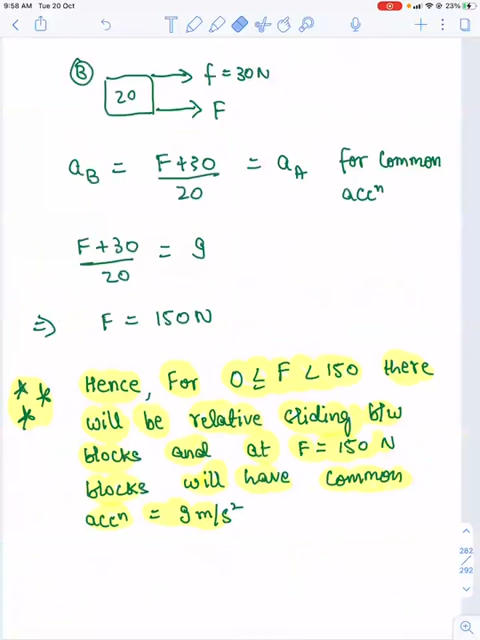 9:58 AM Tue 20 Oct
23%
T
B
20
f = 30N
F
aB = F+30 / 20 = aA for common accⁿ
F+30 / 20 = 9
⇒ F = 150N
Hence, For 0 ≤ F < 150 there
will be relative sliding b/w
blocks and at F = 150 N
blocks will have common
accⁿ = 9 m/s²
282
/
292